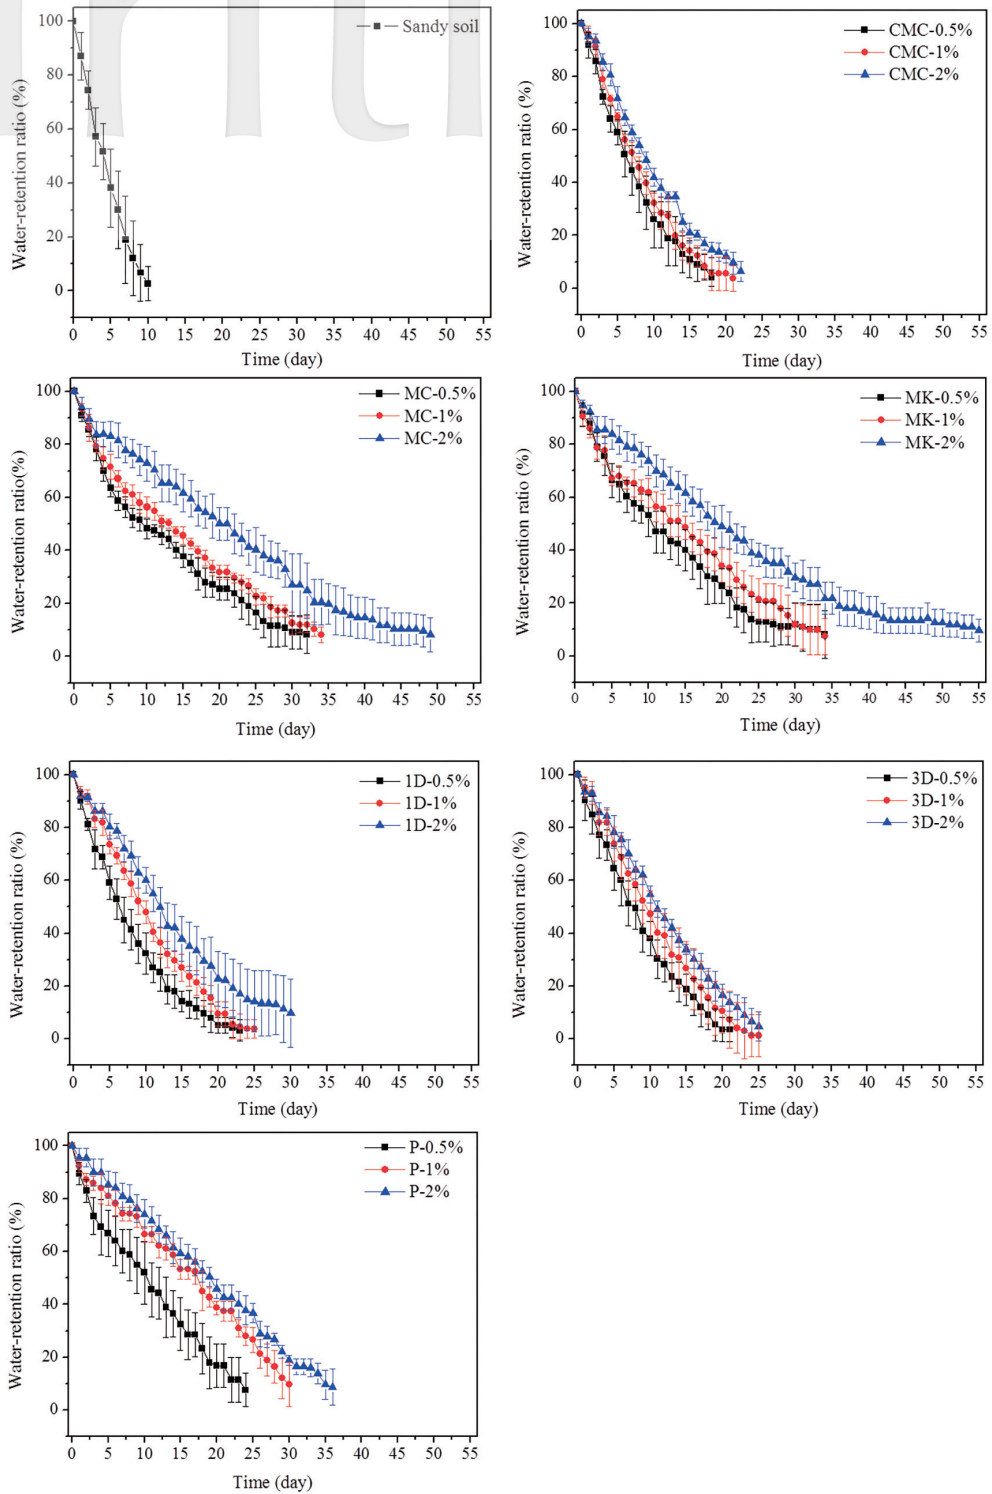 Sandy soil
Water-retention ratio (%)
100
80
60
40
20
0
0 5 10 15 20 25 30 35 40 45 50 55
Time (day)
CMC-0.5%
CMC-1%
CMC-2%
Water-retention ratio (%)
100
80
60
40
20
0
0 5 10 15 20 25 30 35 40 45 50 55
Time (day)
MC-0.5%
MC-1%
MC-2%
Water-retention ratio(%)
100
80
60
40
20
0
0 5 10 15 20 25 30 35 40 45 50 55
Time (day)
MK-0.5%
MK-1%
MK-2%
Water-retention ratio (%)
100
80
60
40
20
0
0 5 10 15 20 25 30 35 40 45 50 55
Time (day)
1D-0.5%
1D-1%
1D-2%
Water-retention ratio (%)
100
80
60
40
20
0
0 5 10 15 20 25 30 35 40 45 50 55
Time (day)
3D-0.5%
3D-1%
3D-2%
Water-retention ratio (%)
100
80
60
40
20
0
0 5 10 15 20 25 30 35 40 45 50 55
Time (day)
P-0.5%
P-1%
P-2%
Water-retention ratio (%)
100
80
60
40
20
0
0 5 10 15 20 25 30 35 40 45 50 55
Time (day)